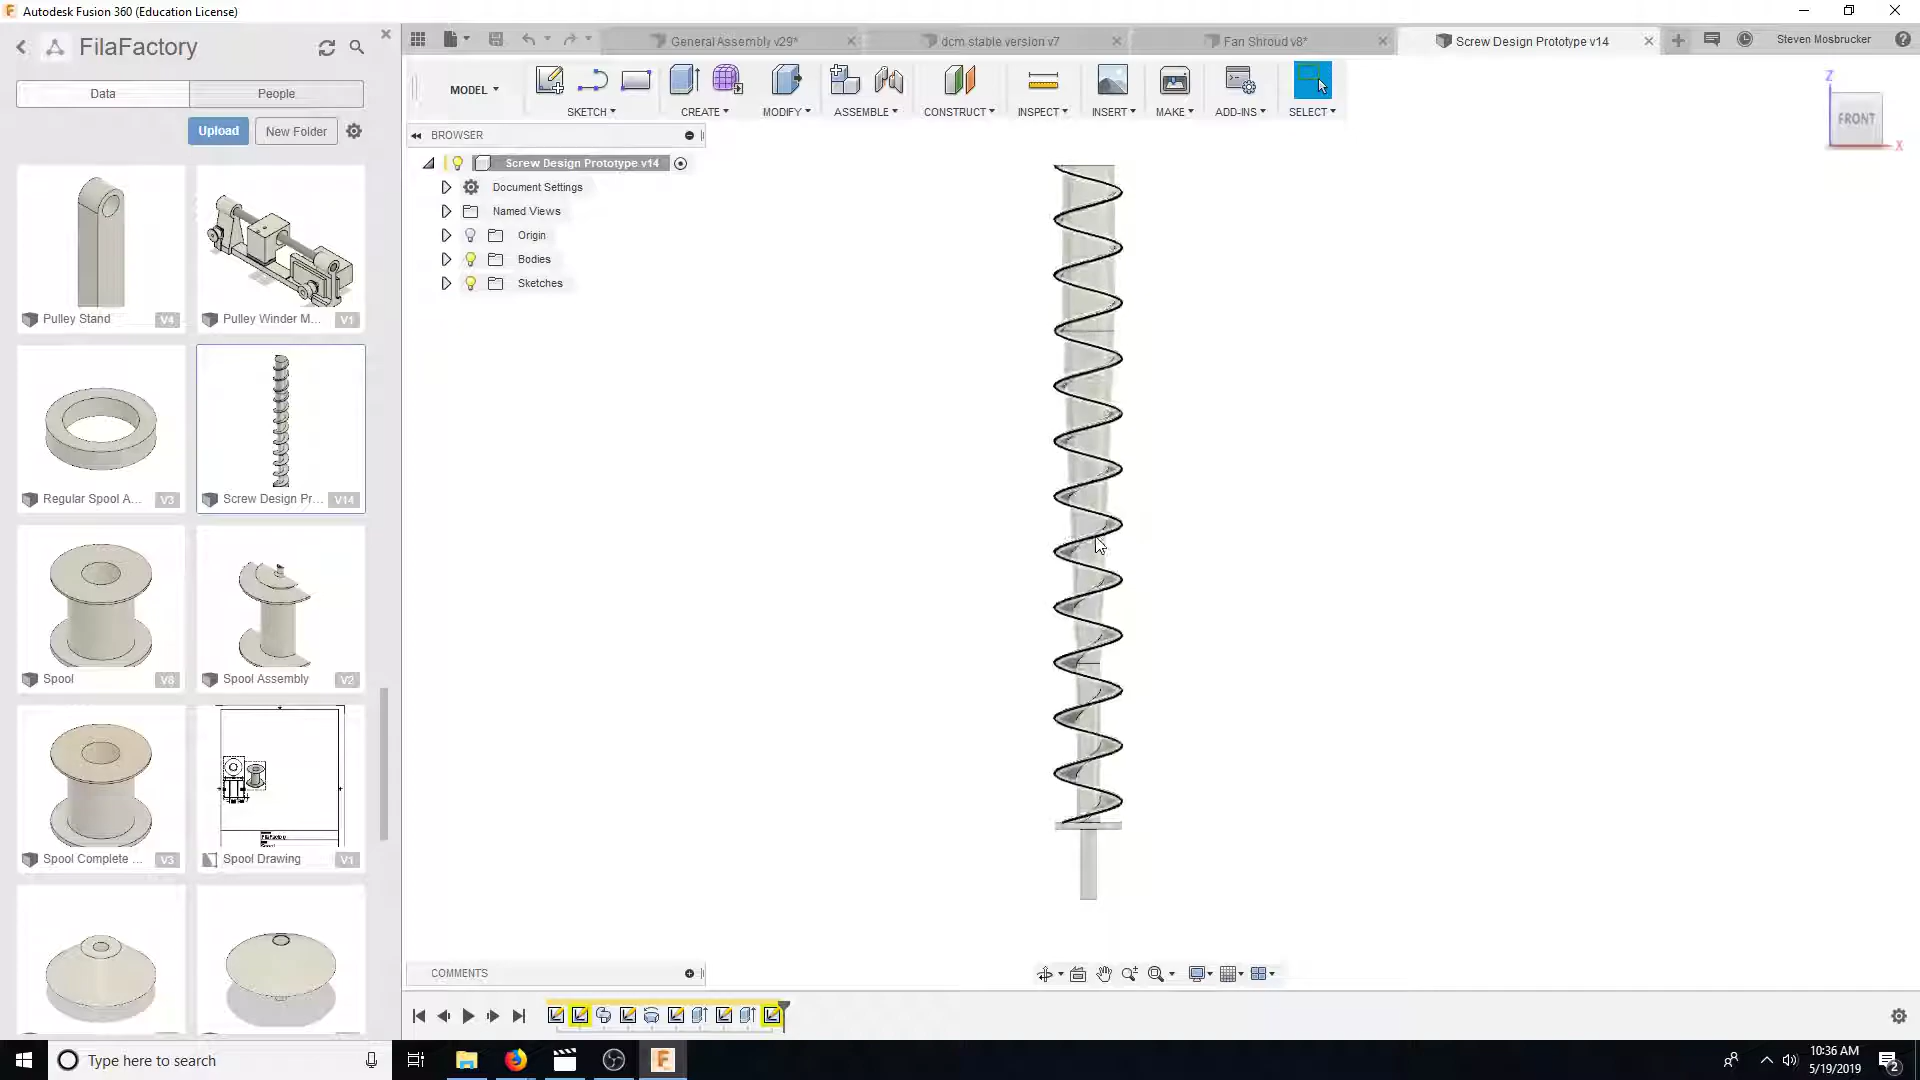 Autodesk Fusion 360 (Education License)
FilaFactory
Data
People
Upload
New Folder
Pulley Stand
V4
Pulley Winder M...
V1
Regular Spool A...
V3
Screw Design Pr...
V14
Spool
V8
Spool Assembly
V2
Spool Complete ...
V3
Spool Drawing
V1
General Assembly v29*
dcm stable version v7
Fan Shroud v8*
Screw Design Prototype v14
Steven Mosbrucker
MODEL
SKETCH
CREATE
MODIFY
ASSEMBLE
CONSTRUCT
INSPECT
INSERT
MAKE
ADD-INS
SELECT
BROWSER
Screw Design Prototype v14
Document Settings
Named Views
Origin
Bodies
Sketches
Z
FRONT
X
COMMENTS
Type here to search
10:36 AM
5/19/2019
2